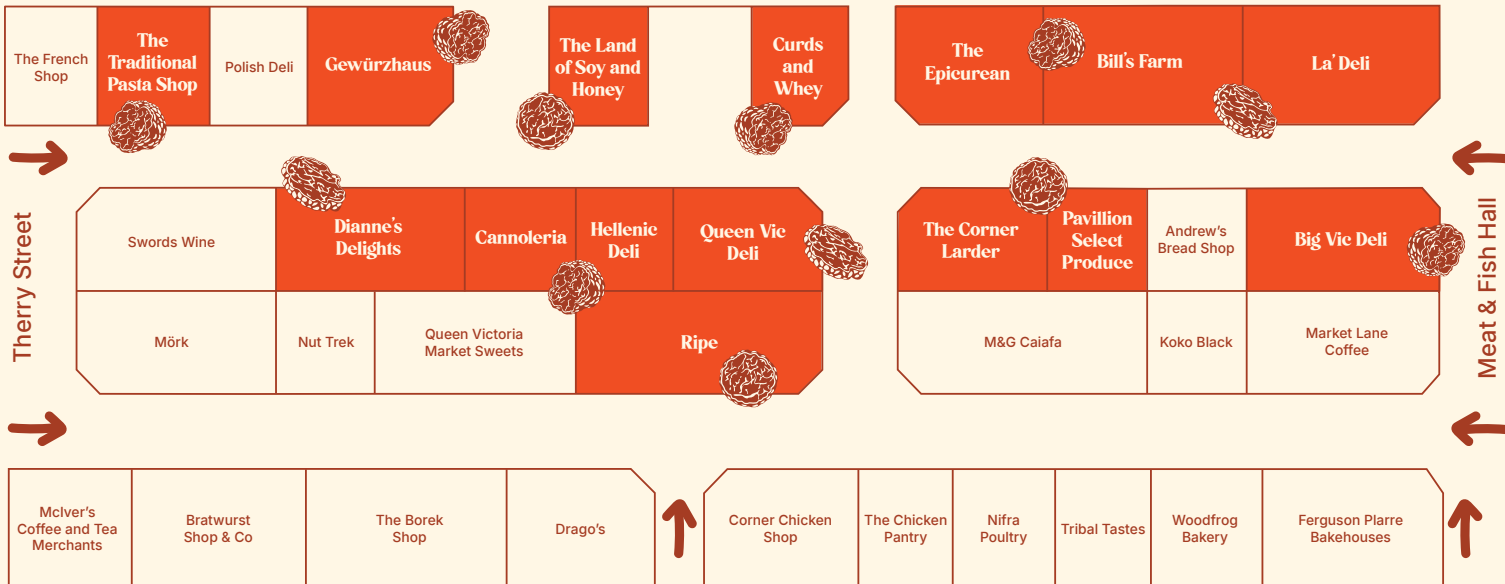 The French
Shop
The
Traditional
Pasta Shop
Polish Deli
Gewürzhaus
The Land
of Soy and
Honey
Curds
and
Whey
The
Epicurean
Bill's Farm
La' Deli
Therry Street
Swords Wine
Dianne's
Delights
Cannoleria
Hellenic
Deli
Queen Vic
Deli
The Corner
Larder
Pavillion
Select
Produce
Andrew's
Bread Shop
Big Vic Deli
Meat & Fish Hall
Mörk
Nut Trek
Queen Victoria
Market Sweets
Ripe
M&G Caiafa
Koko Black
Market Lane
Coffee
McIver's
Coffee and Tea
Merchants
Bratwurst
Shop & Co
The Borek
Shop
Drago's
Corner Chicken
Shop
The Chicken
Pantry
Nifra
Poultry
Tribal Tastes
Woodfrog
Bakery
Ferguson Plarre
Bakehouses